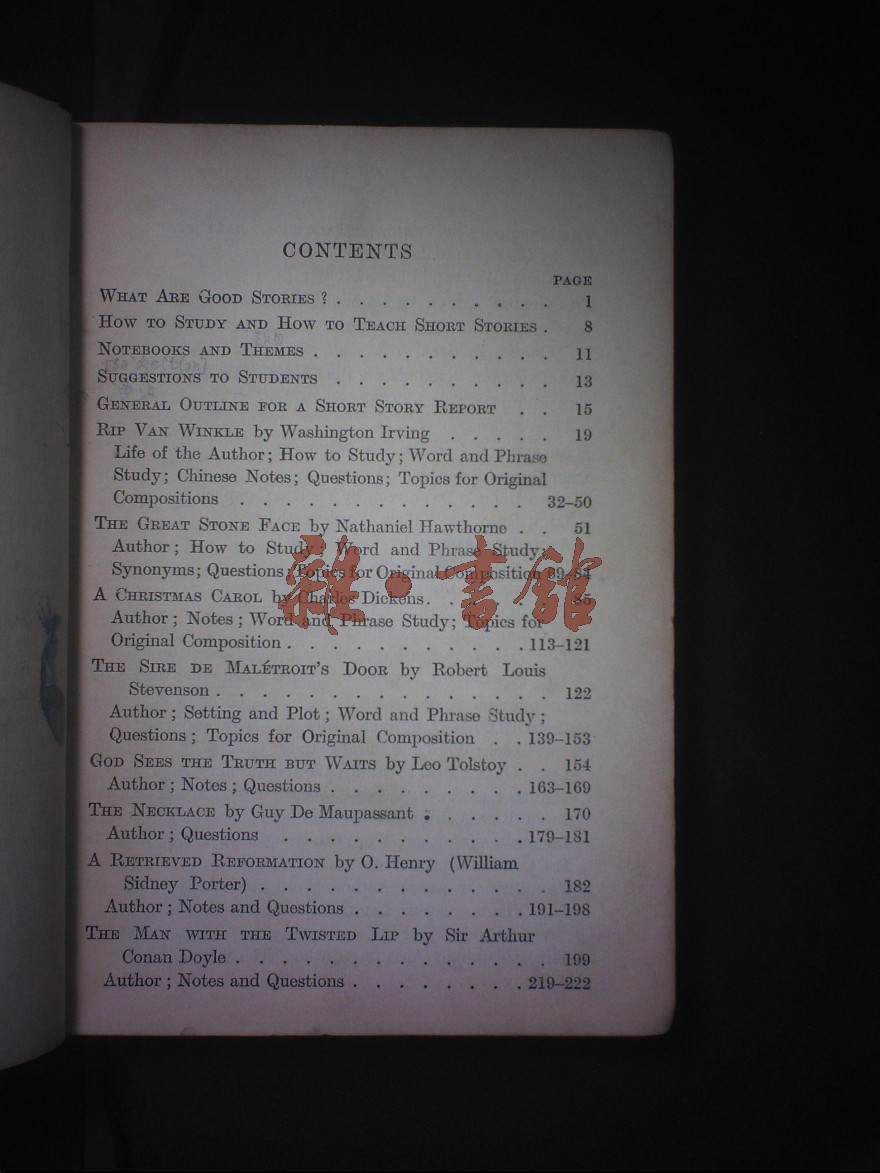 CONTENTS
PAGE
WHAT ARE GOOD STORIES ? . . . . . . . . . . 1
HOW TO STUDY AND HOW TO TEACH SHORT STORIES . 8
NOTEBOOKS AND THEMES . . . . . . . . . . . 11
SUGGESTIONS TO STUDENTS . . . . . . . . . . 13
GENERAL OUTLINE FOR A SHORT STORY REPORT . . 15
RIP VAN WINKLE by Washington Irving . . . . . 19
Life of the Author; How to Study; Word and Phrase
Study; Chinese Notes; Questions; Topics for Original
Compositions . . . . . . . . . . . . . 32–50
THE GREAT STONE FACE by Nathaniel Hawthorne . . 51
Author; How to Study; Word and Phrase Study;
Synonyms; Questions; Topics for Original Composition 69–84
A CHRISTMAS CAROL by Charles Dickens. . . . . . 85
Author; Notes; Word and Phrase Study; Topics for
Original Composition . . . . . . . . . . . 113–121
THE SIRE DE MALÉTROIT'S DOOR by Robert Louis
Stevenson . . . . . . . . . . . . . . . 122
Author; Setting and Plot; Word and Phrase Study;
Questions; Topics for Original Composition . . 139–153
GOD SEES THE TRUTH BUT WAITS by Leo Tolstoy . . 154
Author; Notes; Questions . . . . . . . . . 163–169
THE NECKLACE by Guy De Maupassant . . . . . . 170
Author; Questions . . . . . . . . . . . 179–181
A RETRIEVED REFORMATION by O. Henry (William
Sidney Porter) . . . . . . . . . . . . . 182
Author; Notes and Questions . . . . . . . . 191–198
THE MAN WITH THE TWISTED LIP by Sir Arthur
Conan Doyle . . . . . . . . . . . . . . 199
Author; Notes and Questions . . . . . . . . 219–222
雜·書館